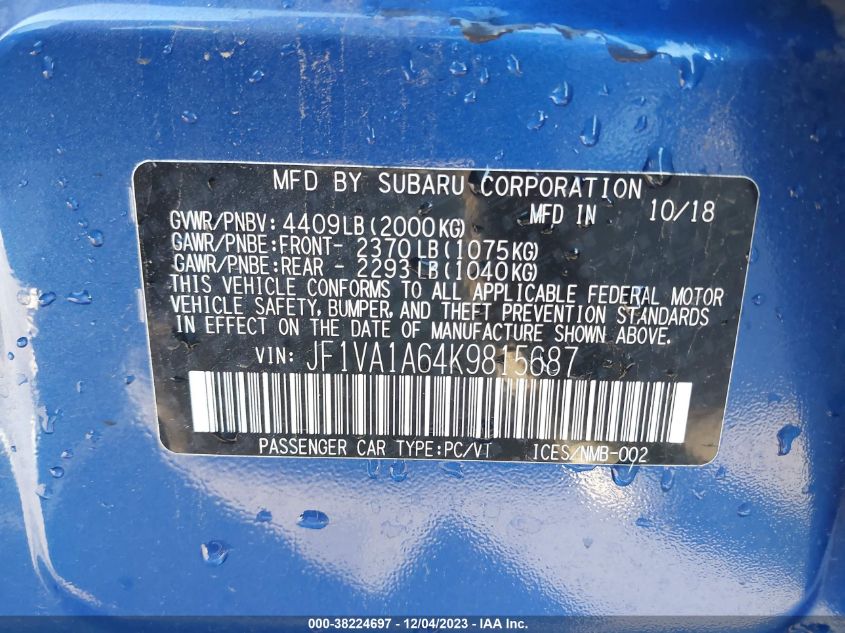 MFD BY SUBARU CORPORATION
MFD IN 10/18
GVWR/PNBV: 4409LB(2000KG)
GAWR/PNBE:FRONT- 2370LB(1075KG)
GAWR/PNBE:REAR - 2293LB(1040KG)
THIS VEHICLE CONFORMS TO ALL APPLICABLE FEDERAL MOTOR
VEHICLE SAFETY, BUMPER, AND THEFT PREVENTION STANDARDS
IN EFFECT ON THE DATE OF MANUFACTURE SHOWN ABOVE.
VIN: JF1VA1A64K9815687
PASSENGER CAR TYPE:PC/VT ICES/NMB-002
000-38224697 - 12/04/2023 - IAA Inc.